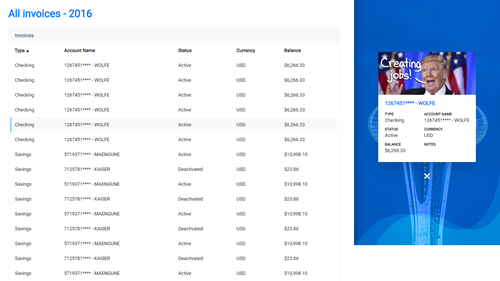 All invoices - 2016
Invoices
Type ▲ Account Name Status Currency Balance
Checking 1267451**** - WOLFE Active USD $6,266.33
Checking 1267451**** - WOLFE Active USD $6,266.33
Checking 1267451**** - WOLFE Active USD $6,266.33
Checking 1267451**** - WOLFE Active USD $6,266.33
Checking 1267451**** - WOLFE Active USD $6,266.33
Checking 1267451**** - WOLFE Active USD $6,266.33
Savings 5719371**** - MAENGUNE Active USD $10,998.10
Savings 7125781**** - KAISER Deactivated USD $23.86
Savings 5719371**** - MAENGUNE Active USD $10,998.10
Savings 7125781**** - KAISER Deactivated USD $23.86
Savings 5719371**** - MAENGUNE Active USD $10,998.10
Savings 7125781**** - KAISER Deactivated USD $23.86
Savings 5719371**** - MAENGUNE Active USD $10,998.10
Savings 7125781**** - KAISER Deactivated USD $23.86
Savings 5719371**** - MAENGUNE Active USD $10,998.10
Creating
jobs!
1267451**** - WOLFE
TYPE ACCOUNT NAME
Checking 1267451**** - WOLFE
STATUS CURRENCY
Active USD
BALANCE NOTES
$6,266.33